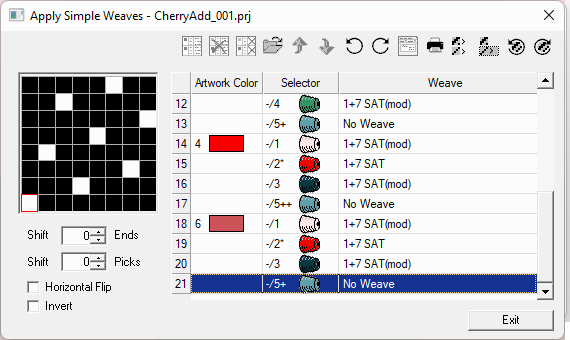 Apply Simple Weaves - CherryAdd_001.prj
Artwork Color Selector Weave
12 -/4 1+7 SAT(mod)
13 -/5+ No Weave
14 4 -/1 1+7 SAT(mod)
15 -/2* 1+7 SAT
16 -/3 1+7 SAT(mod)
17 -/5++ No Weave
18 6 -/1 1+7 SAT(mod)
19 -/2* 1+7 SAT
20 -/3 1+7 SAT(mod)
21 -/5+ No Weave
Shift 0 Ends
Shift 0 Picks
Horizontal Flip
Invert
Exit